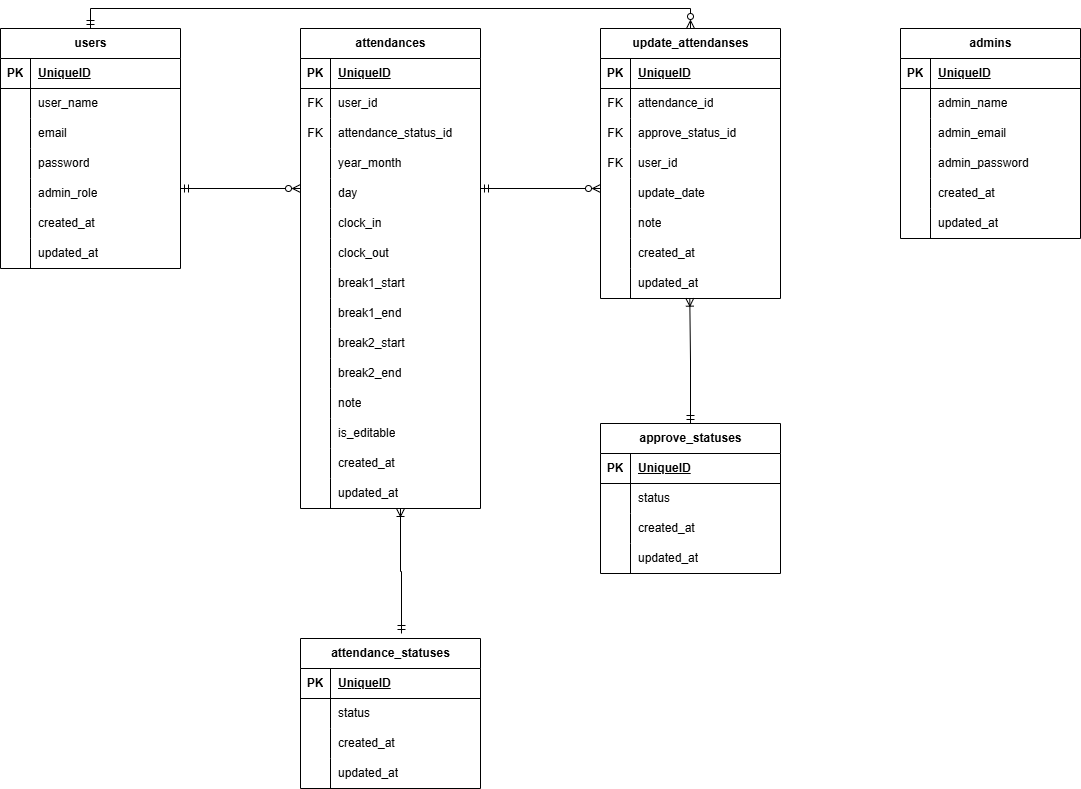 users
PK UniqueID
user_name
email
password
admin_role
created_at
updated_at
attendances
PK UniqueID
FK user_id
FK attendance_status_id
year_month
day
clock_in
clock_out
break1_start
break1_end
break2_start
break2_end
note
is_editable
created_at
updated_at
update_attendanses
PK UniqueID
FK attendance_id
FK approve_status_id
FK user_id
update_date
note
created_at
updated_at
admins
PK UniqueID
admin_name
admin_email
admin_password
created_at
updated_at
approve_statuses
PK UniqueID
status
created_at
updated_at
attendance_statuses
PK UniqueID
status
created_at
updated_at